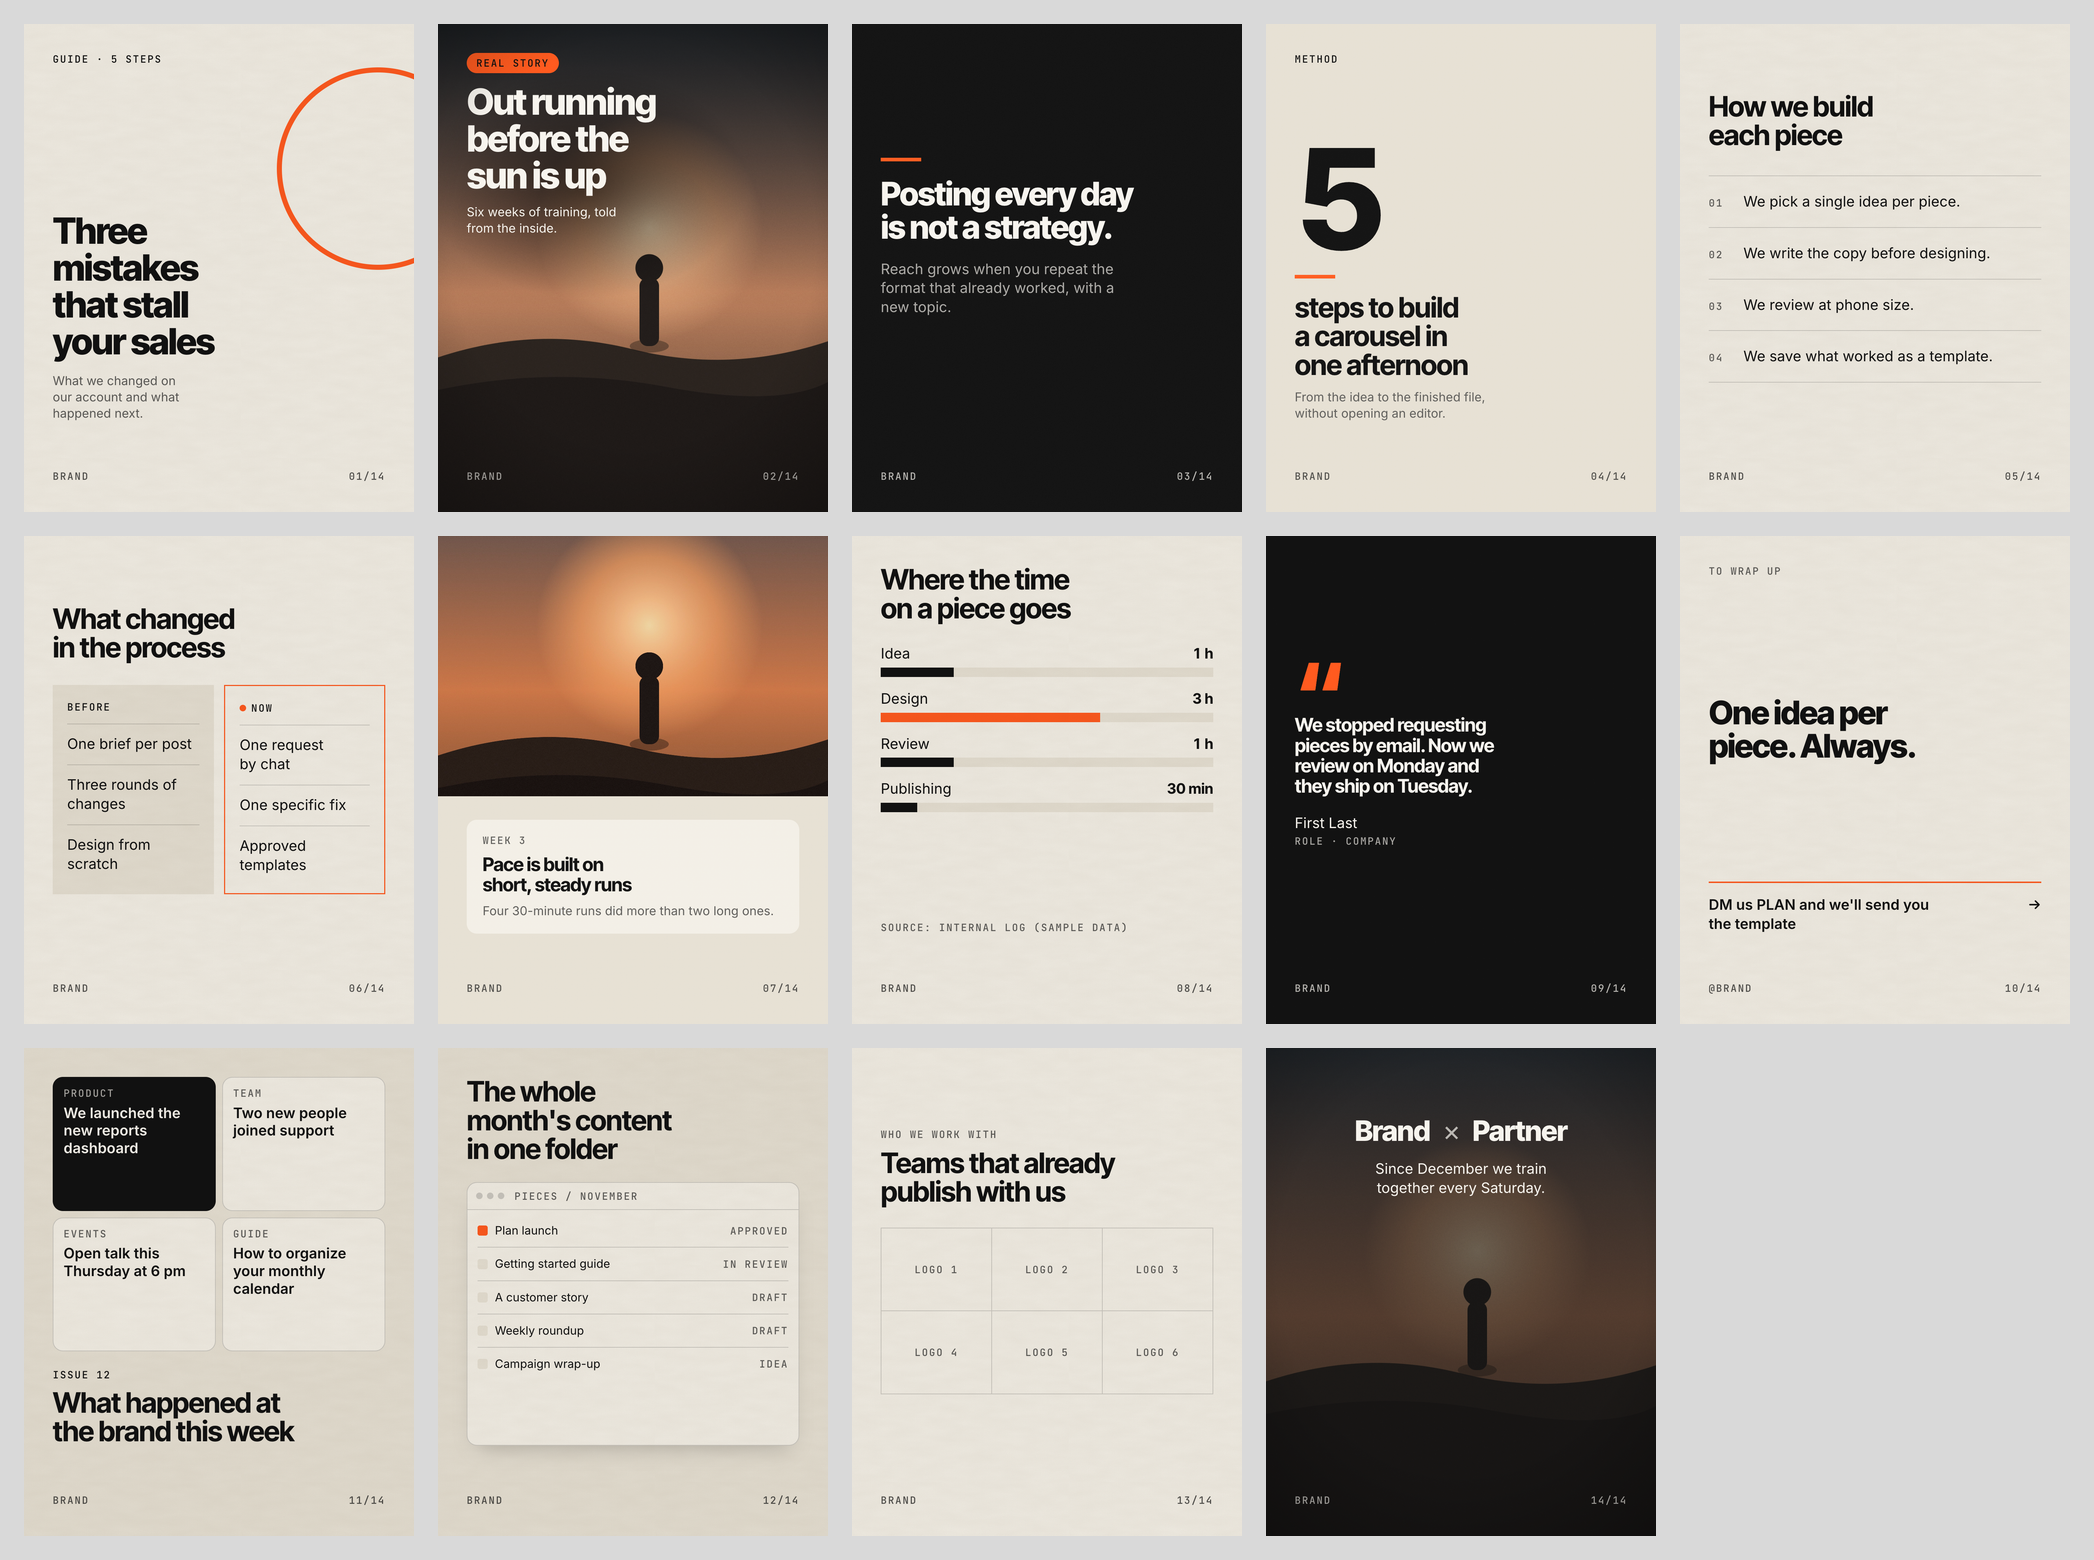 GUIDE · 5 STEPS
Three
mistakes
that stall
your sales
What we changed on
our account and what
happened next.
BRAND
01/14
REAL STORY
Out running
before the
sun is up
Six weeks of training, told
from the inside.
BRAND
02/14
Posting every day
is not a strategy.
Reach grows when you repeat the
format that already worked, with a
new topic.
BRAND
03/14
METHOD
5
steps to build
a carousel in
one afternoon
From the idea to the finished file,
without opening an editor.
BRAND
04/14
How we build
each piece
01 We pick a single idea per piece.
02 We write the copy before designing.
03 We review at phone size.
04 We save what worked as a template.
BRAND
05/14
What changed
in the process
BEFORE
One brief per post
Three rounds of
changes
Design from
scratch
NOW
One request
by chat
One specific fix
Approved
templates
BRAND
06/14
WEEK 3
Pace is built on
short, steady runs
Four 30-minute runs did more than two long ones.
BRAND
07/14
Where the time
on a piece goes
Idea 1 h
Design 3 h
Review 1 h
Publishing 30 min
SOURCE: INTERNAL LOG (SAMPLE DATA)
BRAND
08/14
“
We stopped requesting
pieces by email. Now we
review on Monday and
they ship on Tuesday.
First Last
ROLE · COMPANY
BRAND
09/14
TO WRAP UP
One idea per
piece. Always.
DM us PLAN and we'll send you →
the template
@BRAND
10/14
PRODUCT
We launched the
new reports
dashboard
TEAM
Two new people
joined support
EVENTS
Open talk this
Thursday at 6 pm
GUIDE
How to organize
your monthly
calendar
ISSUE 12
What happened at
the brand this week
BRAND
11/14
The whole
month's content
in one folder
PIECES / NOVEMBER
Plan launch APPROVED
Getting started guide IN REVIEW
A customer story DRAFT
Weekly roundup DRAFT
Campaign wrap-up IDEA
BRAND
12/14
WHO WE WORK WITH
Teams that already
publish with us
LOGO 1 LOGO 2 LOGO 3
LOGO 4 LOGO 5 LOGO 6
BRAND
13/14
Brand × Partner
Since December we train
together every Saturday.
BRAND
14/14